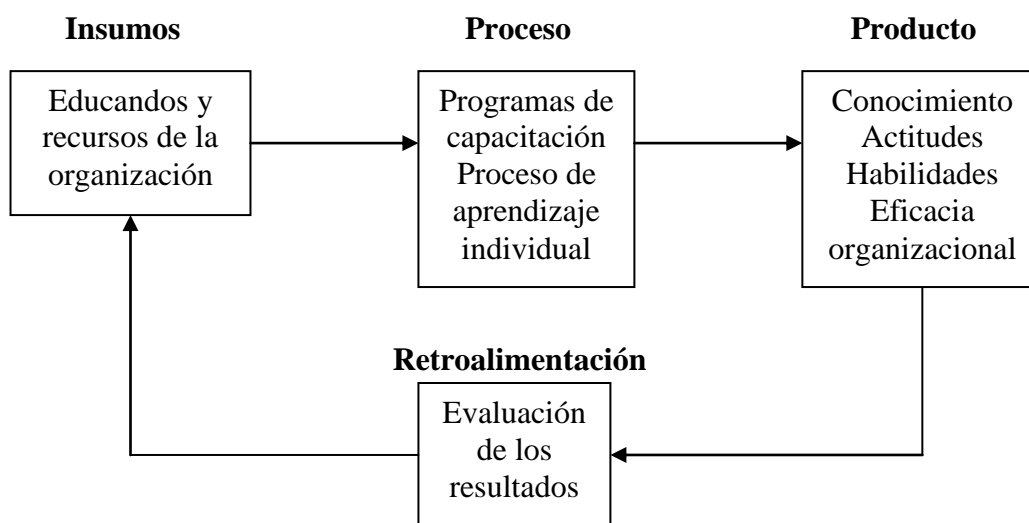 Insumos
Educandos y
recursos de la
organización
Proceso
Programas de
capacitación
Proceso de
aprendizaje
individual
Producto
Conocimiento
Actitudes
Habilidades
Eficacia
organizacional
Retroalimentación
Evaluación
de los
resultados